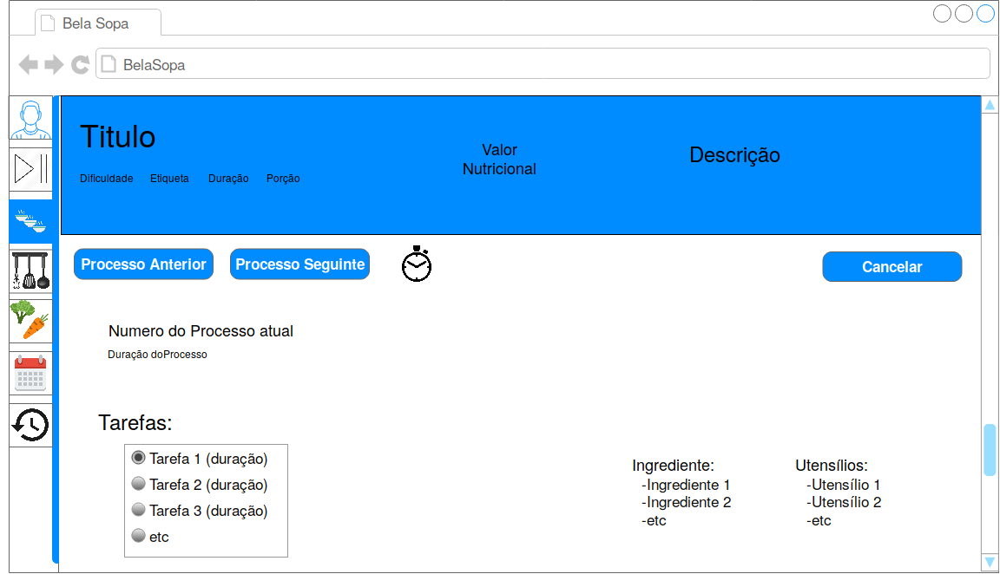 Bela Sopa
BelaSopa
Titulo
Dificuldade Etiqueta Duração Porção
Valor
Nutricional
Descrição
Processo Anterior
Processo Seguinte
Cancelar
Numero do Processo atual
Duração doProcesso
Tarefas:
Tarefa 1 (duração)
Tarefa 2 (duração)
Tarefa 3 (duração)
etc
Ingrediente:
-Ingrediente 1
-Ingrediente 2
-etc
Utensílios:
-Utensílio 1
-Utensílio 2
-etc